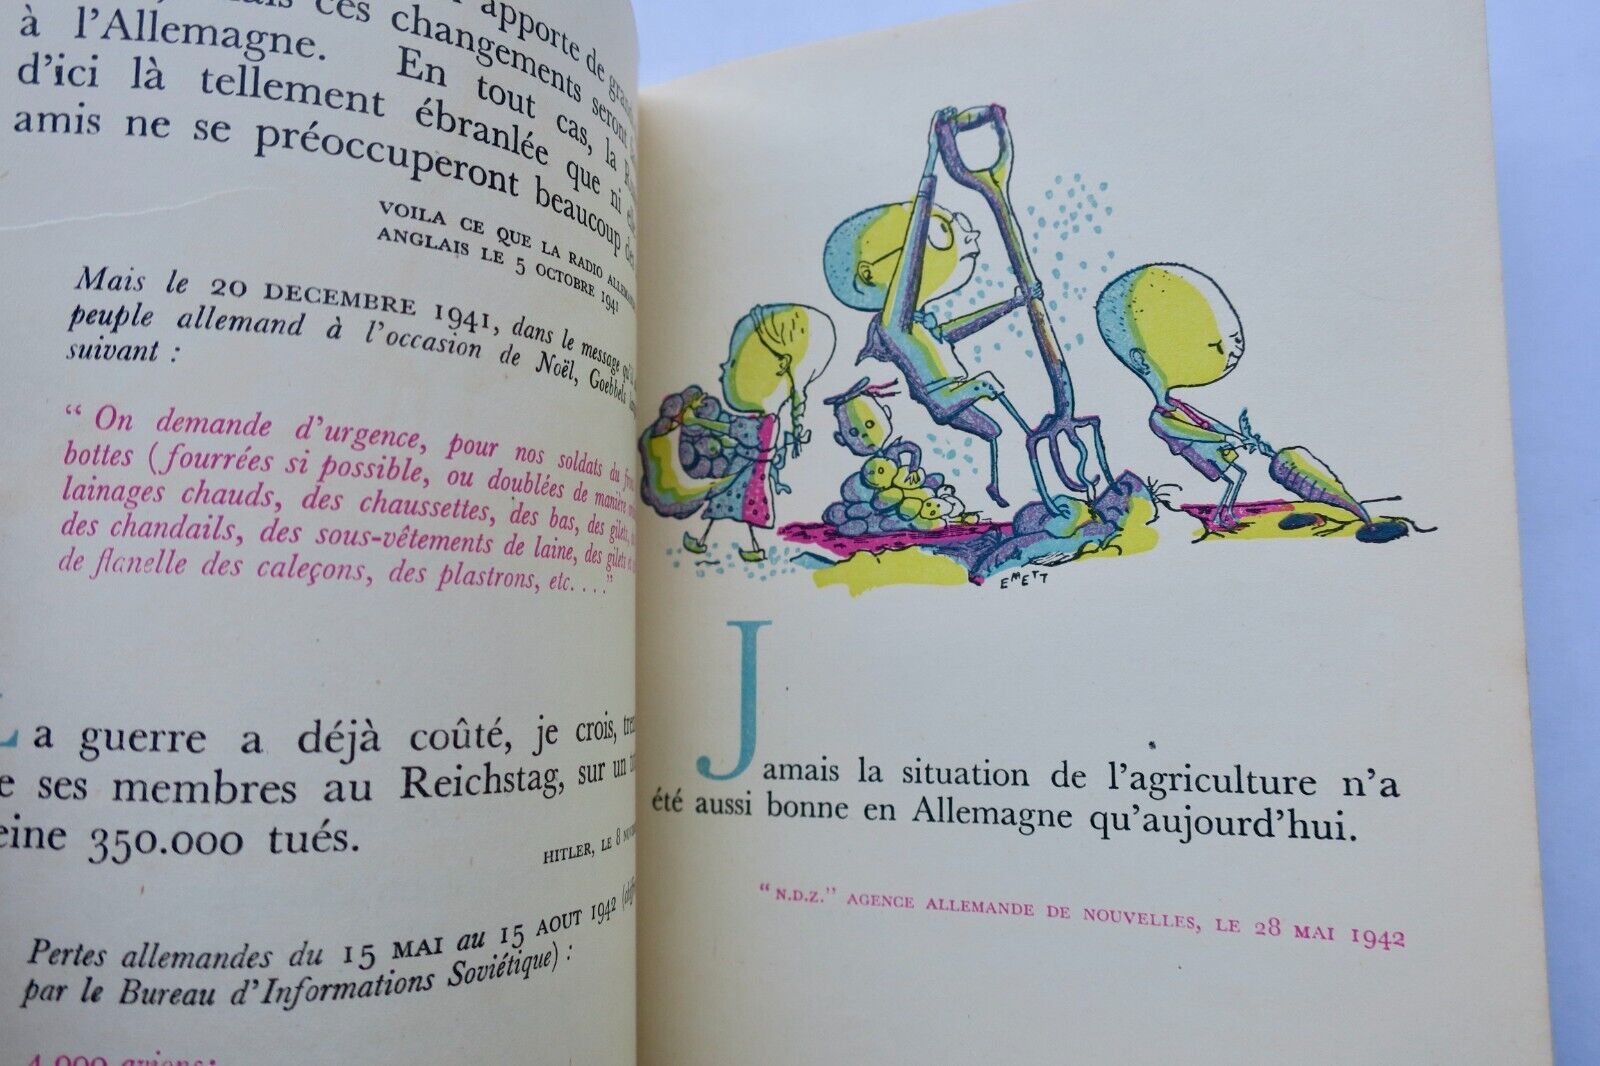 apporte de
ces changements seront
à l'Allemagne. En tout cas, la
d'ici là tellement ébranlée que ni
amis ne se préoccuperont beaucoup
VOILA CE QUE LA RADIO
ANGLAIS LE 5 OCTOBRE 1941
Mais le 20 DECEMBRE 1941, dans le message
peuple allemand à l'occasion de Noël, Goebbels
suivant :
“ On demande d'urgence, pour nos soldats du
bottes (fourrées si possible, ou doublées de manière
lainages chauds, des chaussettes, des bas, des gilets,
des chandails, des sous-vêtements de laine, des gilets et
de flanelle des caleçons, des plastrons, etc....”
La guerre a déjà coûté, je crois,
ses membres au Reichstag, sur un
350.000 tués.
HITLER, LE 8
Pertes allemandes du 15 MAI au 15 AOUT 1942
par le Bureau d'Informations Soviétique) :
EMETT
Jamais la situation de l'agriculture n'a
été aussi bonne en Allemagne qu'aujourd'hui.
“N.D.Z.” AGENCE ALLEMANDE DE NOUVELLES, LE 28 MAI 1942